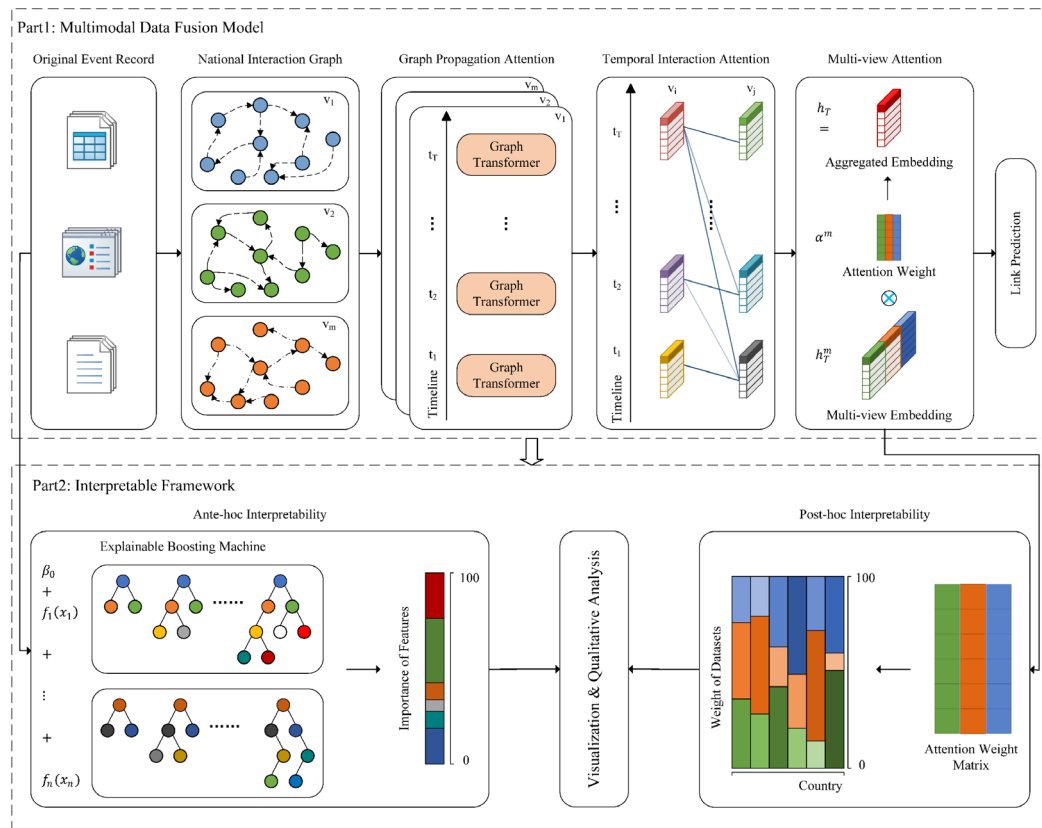 Part1: Multimodal Data Fusion Model
Original Event Record
National Interaction Graph
Graph Propagation Attention
Temporal Interaction Attention
Multi-view Attention
v1
v2
vm
vm
v2
v1
tT
Graph
Transformer
⋮
⋮
t2
Graph
Transformer
t1
Graph
Transformer
Timeline
vi
vj
tT
⋮
t2
t1
Timeline
hT
=
Aggregated Embedding
α^m
Attention Weight
⊗
h_T^m
Multi-view Embedding
Link Prediction
Part2: Interpretable Framework
Ante-hoc Interpretability
Explainable Boosting Machine
β0
+
f1(x1)
+
⋮
+
fn(xn)
······
······
Importance of Features
100
0
Visualization & Qualitative Analysis
Post-hoc Interpretability
Weight of Datasets
100
0
Country
Attention Weight
Matrix